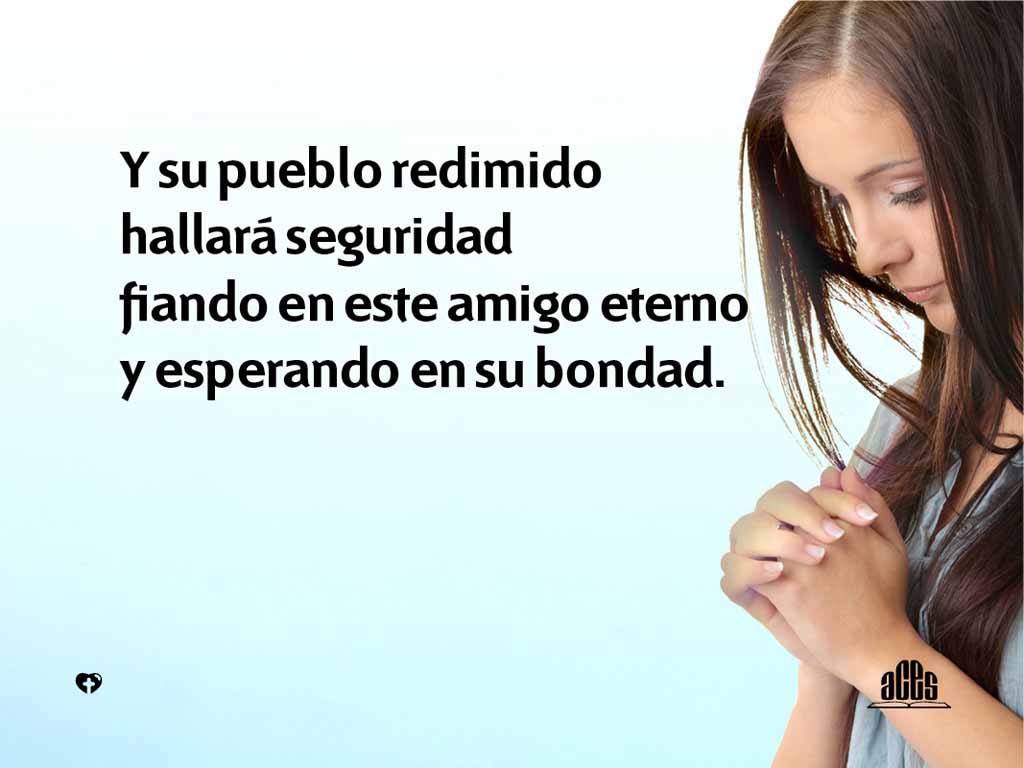 Y su pueblo redimido
hallará seguridad
fiando en este amigo eterno
y esperando en su bondad.
aces